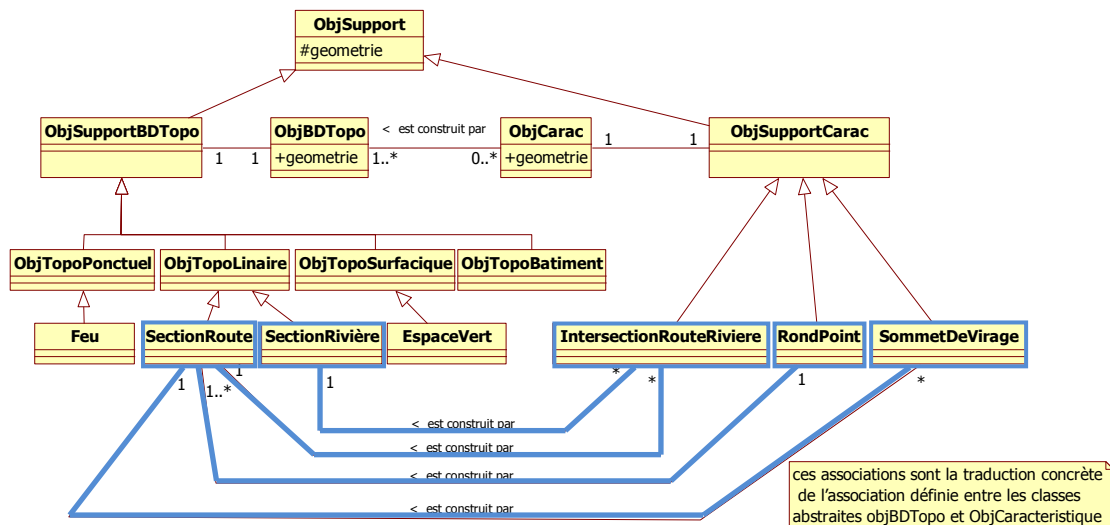 ObjSupport
#geometrie
ObjSupportBDTopo
ObjBDTopo
+geometrie
< est construit par
ObjCarac
+geometrie
ObjSupportCarac
1
1
1..*
0..*
1
1
ObjTopoPonctuel
ObjTopoLinaire
ObjTopoSurfacique
ObjTopoBatiment
Feu
SectionRoute
SectionRivière
EspaceVert
IntersectionRouteRiviere
RondPoint
SommetDeVirage
1
1..*
1
1
*
*
1
*
< est construit par
< est construit par
< est construit par
< est construit par
ces associations sont la traduction concrète
de l'association définie entre les classes
abstraites objBDTopo et ObjCaracteristique